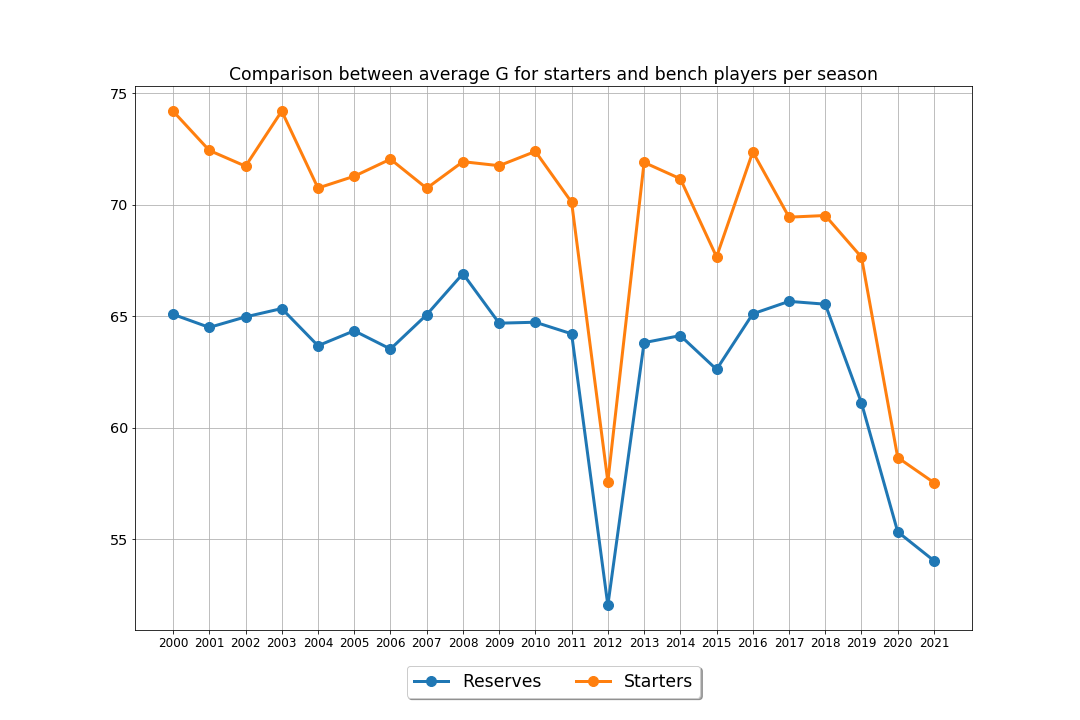 Comparison between average G for starters and bench players per season
75
70
65
60
55
2000 2001 2002 2003 2004 2005 2006 2007 2008 2009 2010 2011 2012 2013 2014 2015 2016 2017 2018 2019 2020 2021
Reserves Starters